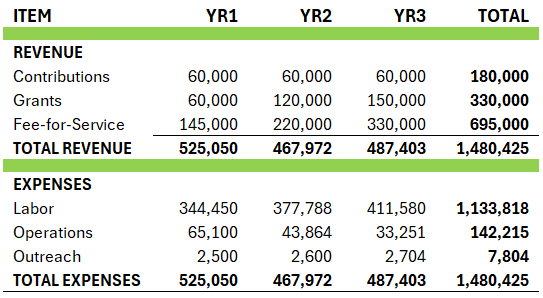 ITEM YR1 YR2 YR3 TOTAL
REVENUE
Contributions 60,000 60,000 60,000 180,000
Grants 60,000 120,000 150,000 330,000
Fee-for-Service 145,000 220,000 330,000 695,000
TOTAL REVENUE 525,050 467,972 487,403 1,480,425
EXPENSES
Labor 344,450 377,788 411,580 1,133,818
Operations 65,100 43,864 33,251 142,215
Outreach 2,500 2,600 2,704 7,804
TOTAL EXPENSES 525,050 467,972 487,403 1,480,425